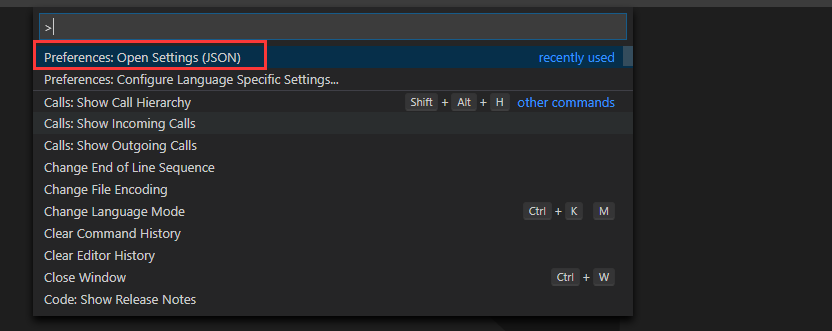 >
Preferences: Open Settings (JSON) recently used
Preferences: Configure Language Specific Settings...
Calls: Show Call Hierarchy Shift + Alt + H other commands
Calls: Show Incoming Calls
Calls: Show Outgoing Calls
Change End of Line Sequence
Change File Encoding
Change Language Mode Ctrl + K M
Clear Command History
Clear Editor History
Close Window Ctrl + W
Code: Show Release Notes